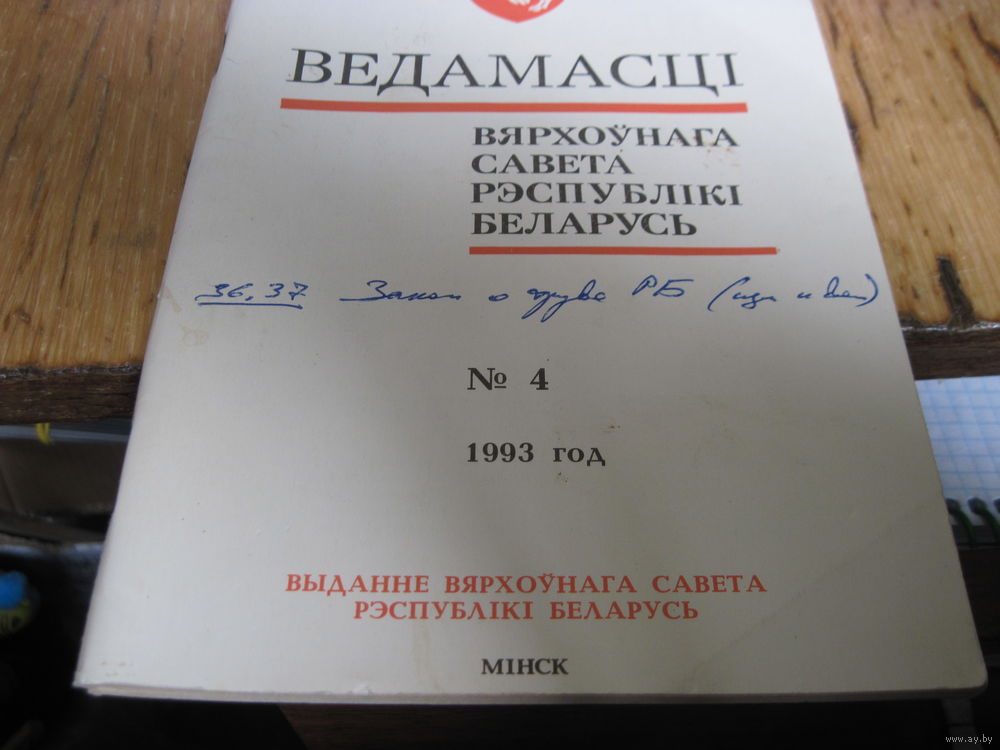 ВЕДАМАСЦІ
ВЯРХОЎНАГА
САВЕТА
РЭСПУБЛІКІ
БЕЛАРУСЬ
36, 37 Закон о РБ (
№ 4
1993 год
ВЫДАННЕ ВЯРХОЎНАГА САВЕТА
РЭСПУБЛІКІ БЕЛАРУСЬ
МІНСК
www.ay.by